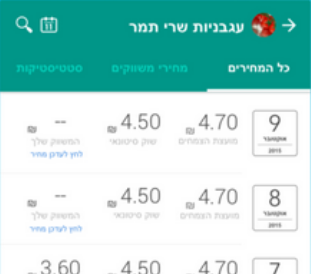 עגבניות שרי תמר
כל המחירים מחירי משווקים סטטיסטיקות
9 אוקטובר 2015
4.70 ₪ מועצת הצמחים
4.50 ₪ שוק סיטונאי
-- ₪ המשווק שלך
לחץ לעדכן מחיר
8 אוקטובר 2015
4.70 ₪ מועצת הצמחים
4.50 ₪ שוק סיטונאי
-- ₪ המשווק שלך
לחץ לעדכן מחיר
7
4.70 ₪
4.50 ₪
3.60 ₪